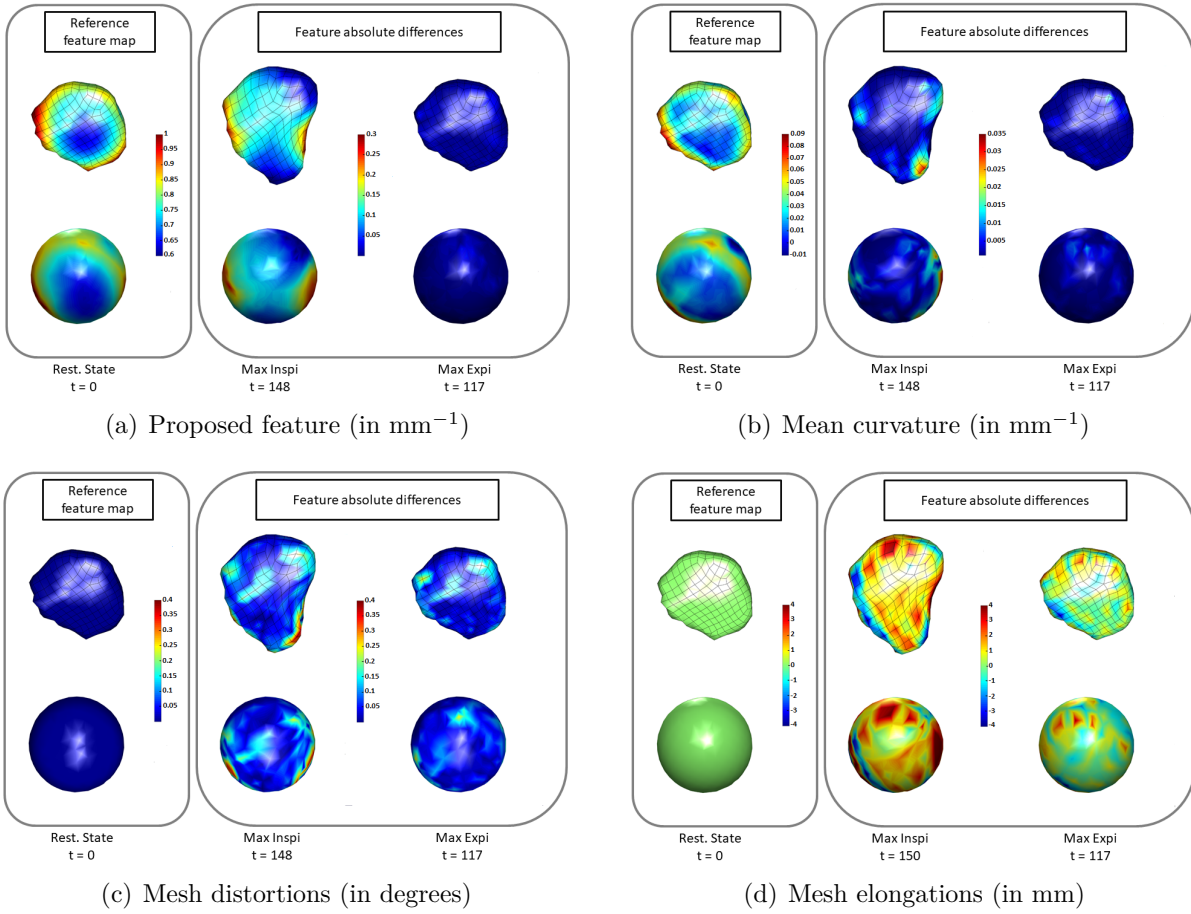 Reference
feature map
Feature absolute differences
1
0.95
0.9
0.85
0.8
0.75
0.7
0.65
0.6
0.3
0.25
0.2
0.15
0.1
0.05
Rest. State
t = 0
Max Inspi
t = 148
Max Expi
t = 117
(a) Proposed feature (in mm⁻¹)
Reference
feature map
Feature absolute differences
0.09
0.08
0.07
0.06
0.05
0.04
0.03
0.02
0.01
0
-0.01
0.035
0.03
0.025
0.02
0.015
0.01
0.005
Rest. State
t = 0
Max Inspi
t = 148
Max Expi
t = 117
(b) Mean curvature (in mm⁻¹)
Reference
feature map
Feature absolute differences
0.4
0.35
0.3
0.25
0.2
0.15
0.1
0.05
0.4
0.35
0.3
0.25
0.2
0.15
0.1
0.05
Rest. State
t = 0
Max Inspi
t = 148
Max Expi
t = 117
(c) Mesh distortions (in degrees)
Reference
feature map
Feature absolute differences
4
3
2
1
0
-1
-2
-3
-4
4
3
2
1
0
-1
-2
-3
-4
Rest. State
t = 0
Max Inspi
t = 150
Max Expi
t = 117
(d) Mesh elongations (in mm)